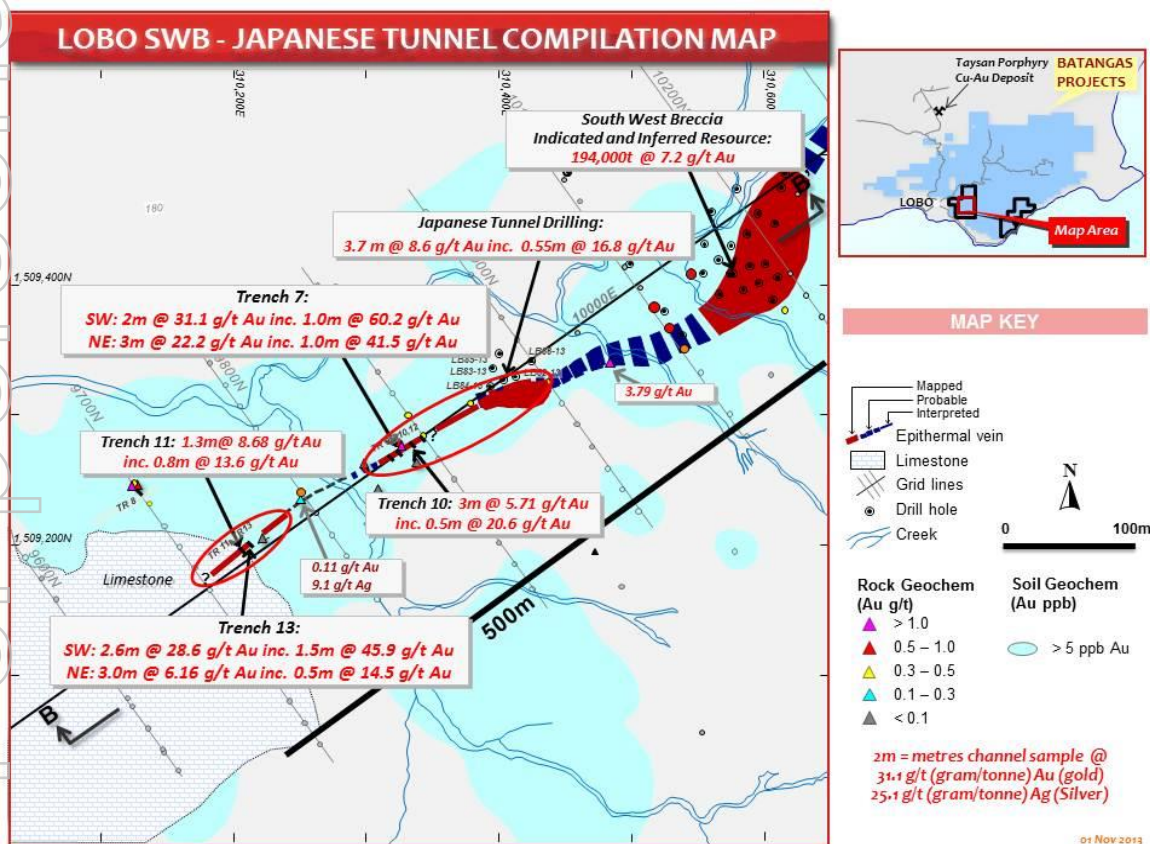 LOBO SWB - JAPANESE TUNNEL COMPILATION MAP
310,200E
310,400E
10200N
310,600E
South West Breccia
Indicated and Inferred Resource:
194,000t @ 7.2 g/t Au
180
B'
Japanese Tunnel Drilling:
3.7 m @ 8.6 g/t Au inc. 0.55m @ 16.8 g/t Au
1,509,400N
10000E
Trench 7:
SW: 2m @ 31.1 g/t Au inc. 1.0m @ 60.2 g/t Au
NE: 3m @ 22.2 g/t Au inc. 1.0m @ 41.5 g/t Au
9800N
LB83-13
9700N
3.79 g/t Au
?
Trench 11: 1.3m@ 8.68 g/t Au
inc. 0.8m @ 13.6 g/t Au
TR 8
Trench 10: 3m @ 5.71 g/t Au
inc. 0.5m @ 20.6 g/t Au
1,509,200N
9600N
?
Limestone
0.11 g/t Au
9.1 g/t Ag
500m
Trench 13:
SW: 2.6m @ 28.6 g/t Au inc. 1.5m @ 45.9 g/t Au
NE: 3.0m @ 6.16 g/t Au inc. 0.5m @ 14.5 g/t Au
B
Taysan Porphyry
Cu-Au Deposit
BATANGAS
PROJECTS
LOBO
Map Area
MAP KEY
Mapped
Probable
Interpreted
Epithermal vein
Limestone
Grid lines
Drill hole
Creek
N
0 100m
Rock Geochem
(Au g/t)
> 1.0
0.5 – 1.0
0.3 – 0.5
0.1 – 0.3
< 0.1
Soil Geochem
(Au ppb)
> 5 ppb Au
2m = metres channel sample @
31.1 g/t (gram/tonne) Au (gold)
25.1 g/t (gram/tonne) Ag (Silver)
01 Nov 2013